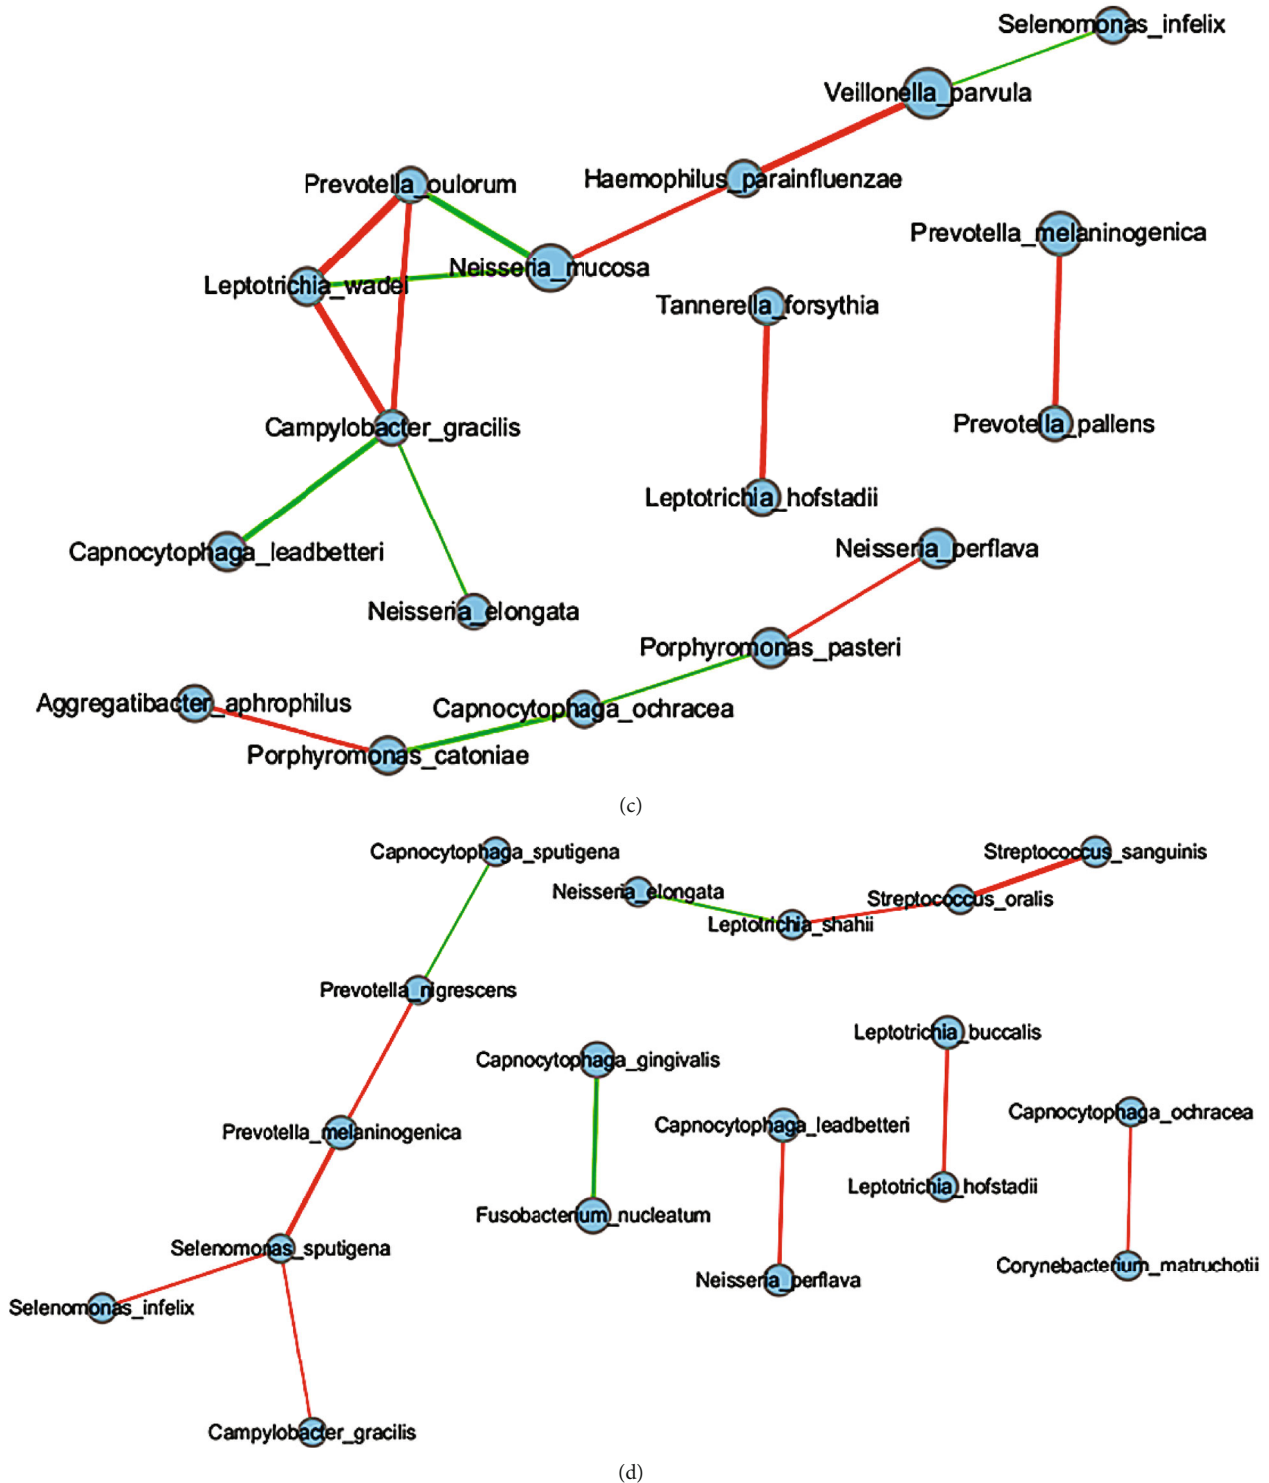 Selenomonas_infelix
Veillonella_parvula
Haemophilus_parainfluenzae
Prevotella_oulorum
Prevotella_melaninogenica
Neisseria_mucosa
Leptotrichia_wadei
Tannerella_forsythia
Campylobacter_gracilis
Prevotella_pallens
Leptotrichia_hofstadii
Capnocytophaga_leadbetteri
Neisseria_perflava
Neisseria_elongata
Porphyromonas_pasteri
Aggregatibacter_aphrophilus
Capnocytophaga_ochracea
Porphyromonas_catoniae
(c)
Capnocytophaga_sputigena
Streptococcus_sanguinis
Neisseria_elongata
Streptococcus_oralis
Leptotrichia_shahii
Prevotella_nigrescens
Leptotrichia_buccalis
Capnocytophaga_gingivalis
Capnocytophaga_ochracea
Capnocytophaga_leadbetteri
Prevotella_melaninogenica
Leptotrichia_hofstadii
Fusobacterium_nucleatum
Selenomonas_sputigena
Corynebacterium_matruchotii
Neisseria_perflava
Selenomonas_infelix
Campylobacter_gracilis
(d)